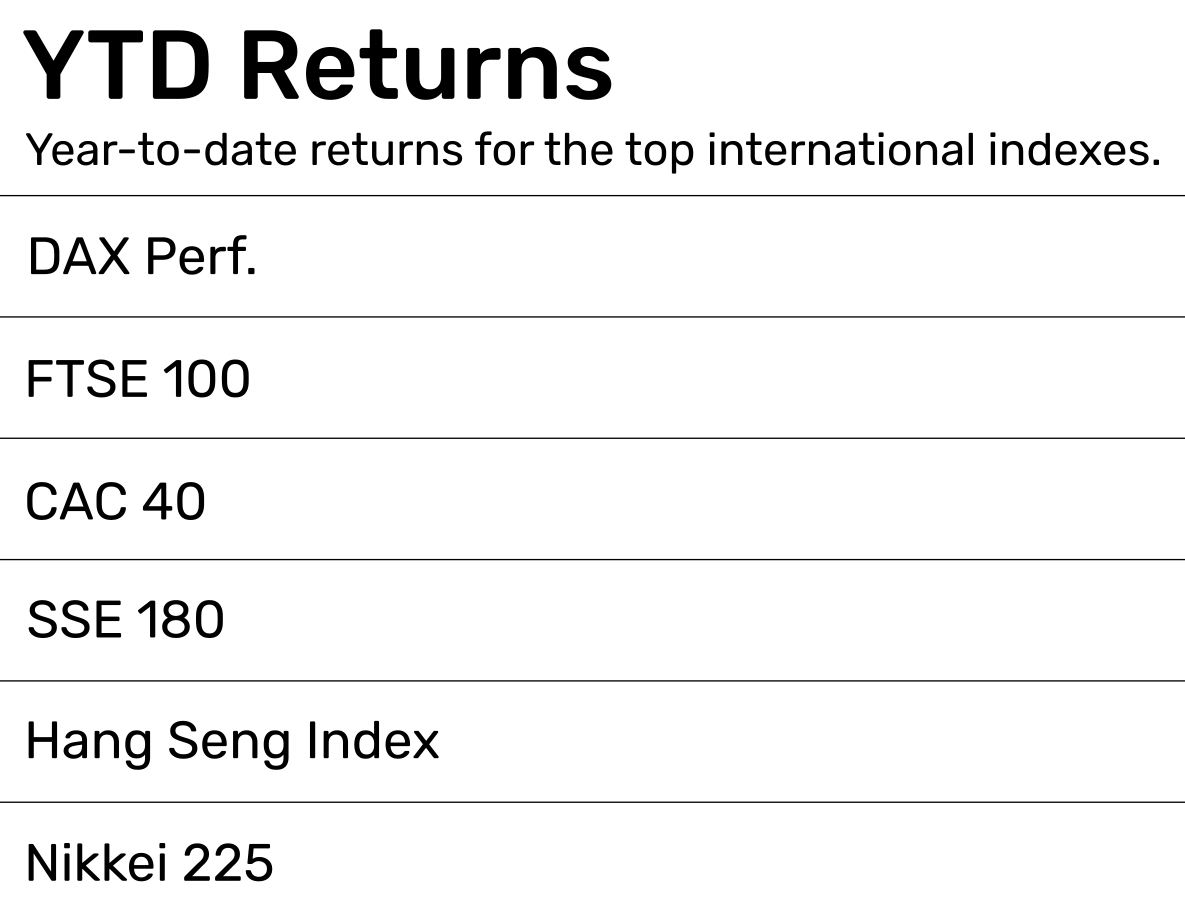 YTD Returns
Year-to-date returns for the top international indexes.
DAX Perf.
FTSE 100
CAC 40
SSE 180
Hang Seng Index
Nikkei 225